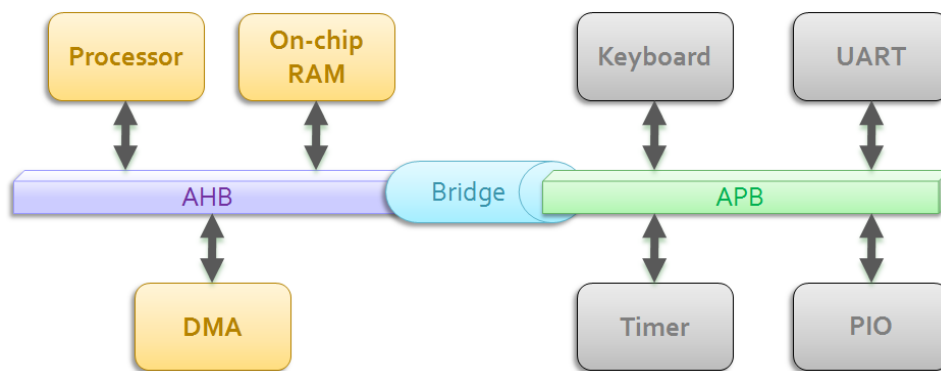 Processor
On-chip
RAM
Keyboard
UART
AHB
Bridge
APB
DMA
Timer
PIO